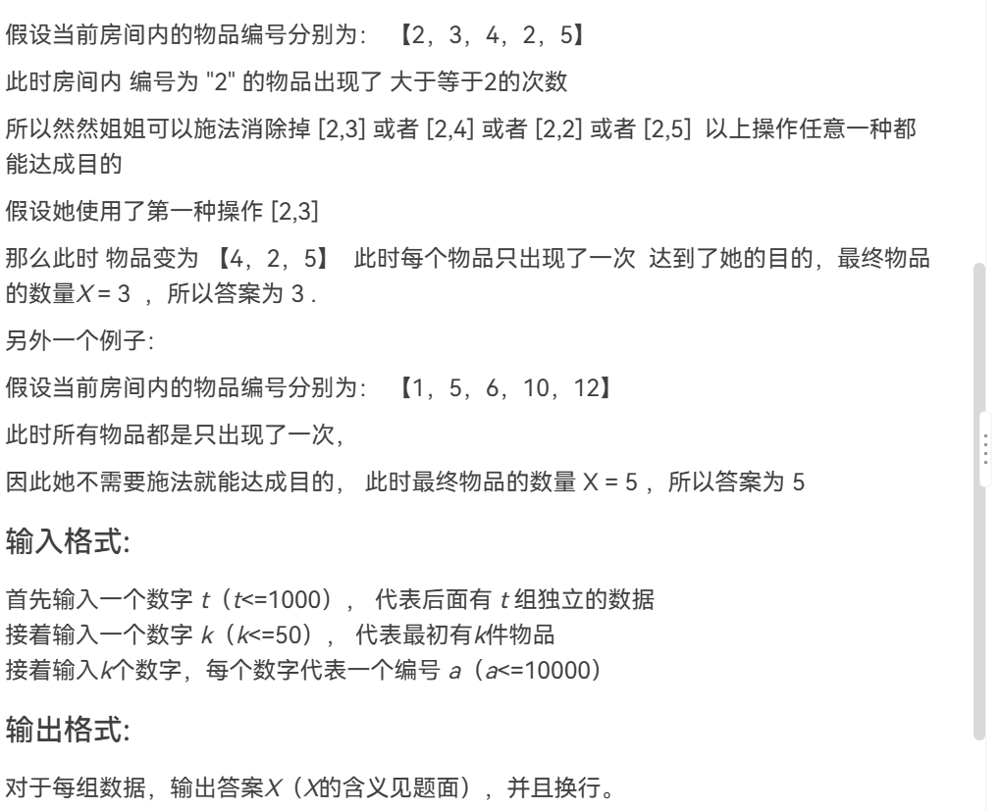 假设当前房间内的物品编号分别为： 【2，3，4，2，5】
此时房间内 编号为 "2" 的物品出现了 大于等于2的次数
所以然然姐姐可以施法消除掉 [2,3] 或者 [2,4] 或者 [2,2] 或者 [2,5] 以上操作任意一种都
能达成目的
假设她使用了第一种操作 [2,3]
那么此时 物品变为 【4，2，5】 此时每个物品只出现了一次 达到了她的目的，最终物品
的数量X = 3 ，所以答案为 3 .
另外一个例子：
假设当前房间内的物品编号分别为： 【1，5，6，10，12】
此时所有物品都是只出现了一次，
因此她不需要施法就能达成目的， 此时最终物品的数量 X = 5 ，所以答案为 5
输入格式:
首先输入一个数字 t（t<=1000）， 代表后面有 t 组独立的数据
接着输入一个数字 k（k<=50）， 代表最初有k件物品
接着输入k个数字，每个数字代表一个编号 a（a<=10000）
输出格式:
对于每组数据，输出答案X（X的含义见题面），并且换行。